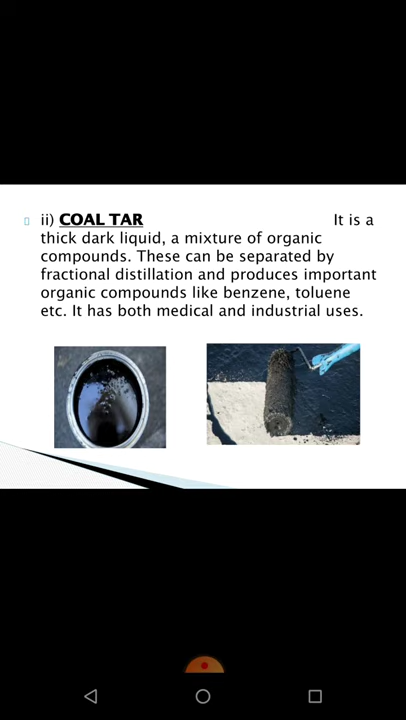 ii) COAL TAR It is a
thick dark liquid, a mixture of organic
compounds. These can be separated by
fractional distillation and produces important
organic compounds like benzene, toluene
etc. It has both medical and industrial uses.